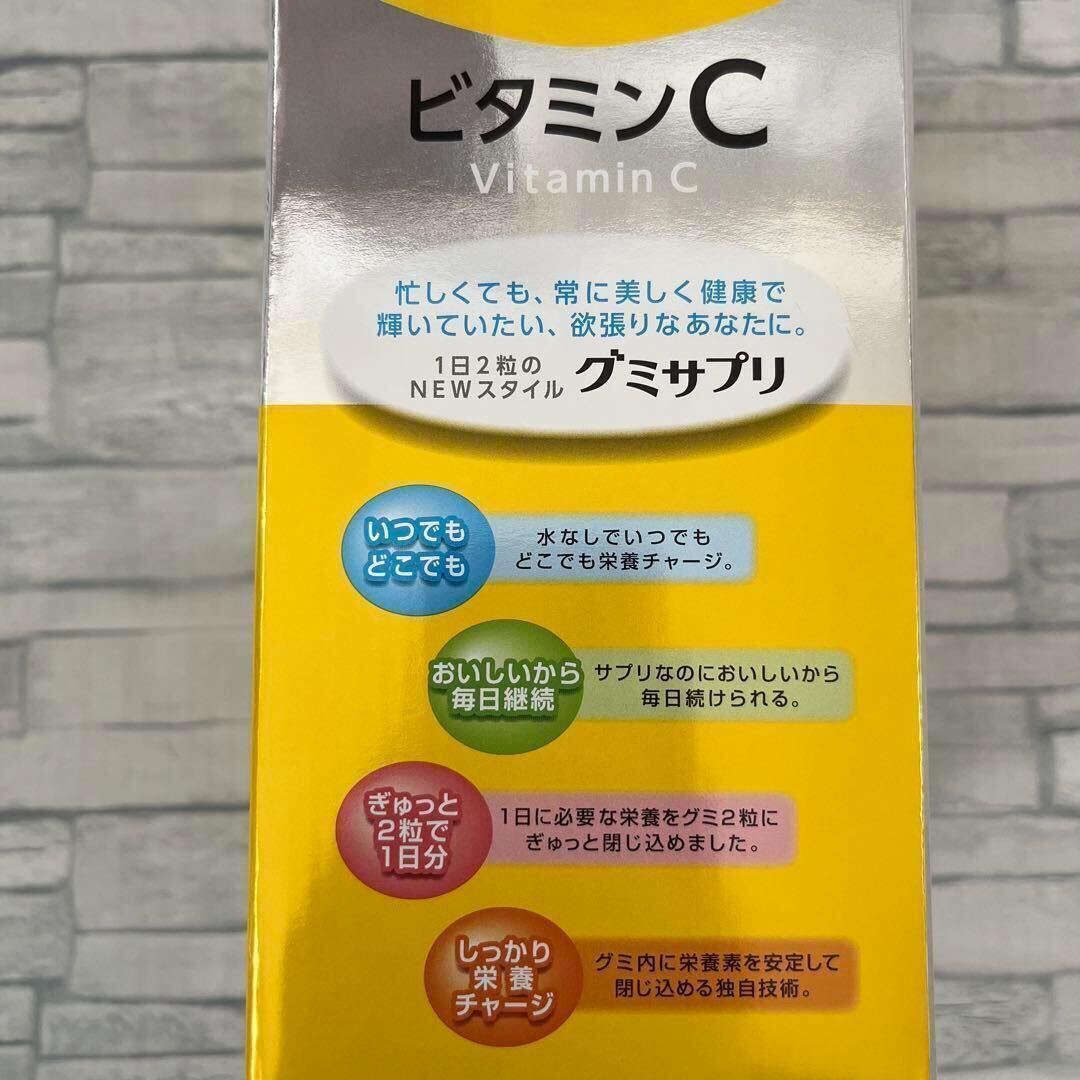 ビタミンC
Vitamin C
忙しくても、常に美しく健康で
輝いていたい、欲張りなあなたに。
1日2粒の
NEWスタイル グミサプリ
いつでも
どこでも
水なしでいつでも
どこでも栄養チャージ。
おいしいから
毎日継続
サプリなのにおいしいから
毎日続けられる。
ぎゅっと
2粒で
1日分
1日に必要な栄養をグミ2粒に
ぎゅっと閉じ込めました。
しっかり
栄養
チャージ
グミ内に栄養素を安定して
閉じ込める独自技術。